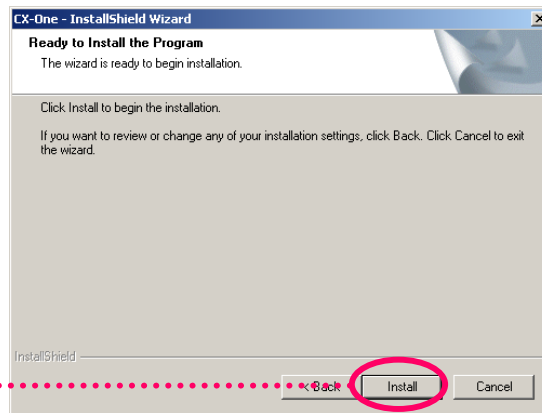 CX-One - InstallShield Wizard
Ready to Install the Program
The wizard is ready to begin installation.
Click Install to begin the installation.
If you want to review or change any of your installation settings, click Back. Click Cancel to exit
the wizard.
InstallShield
< Back Install Cancel